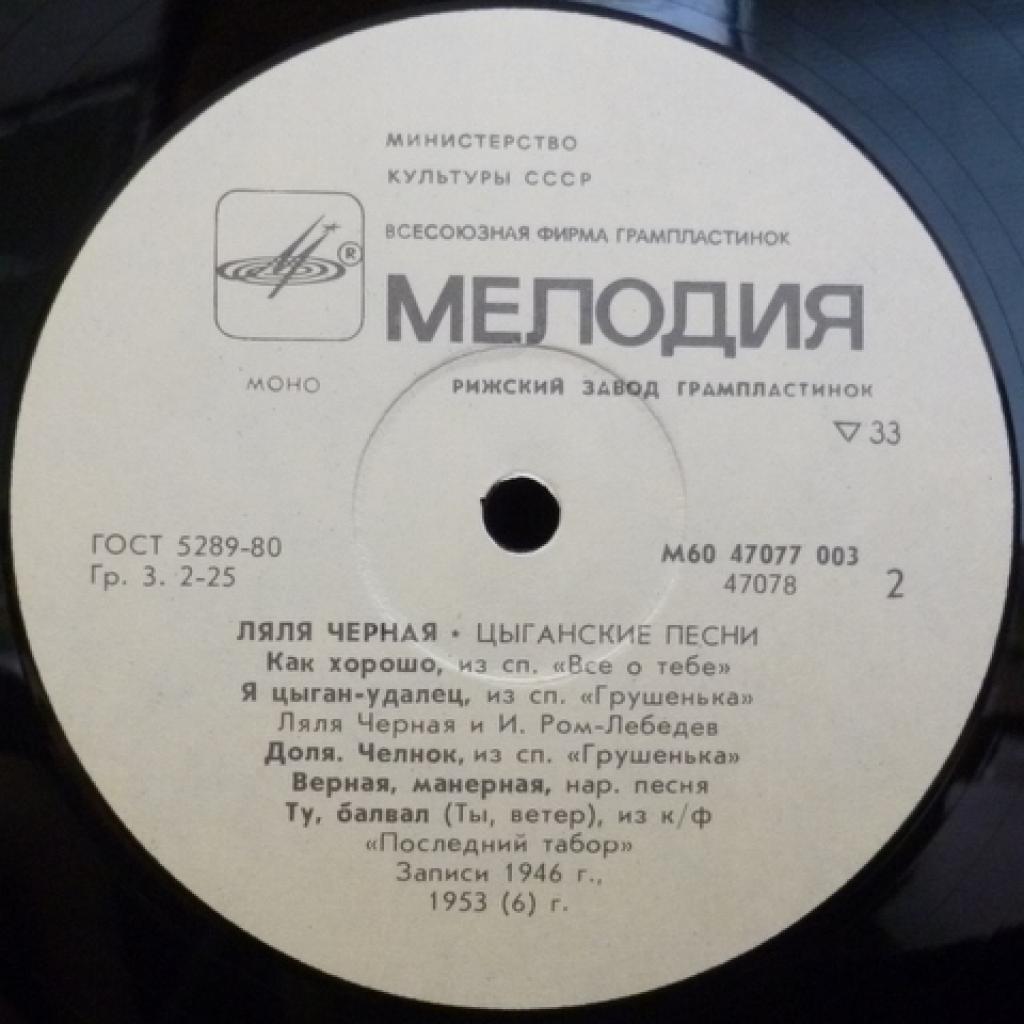 МИНИСТЕРСТВО
КУЛЬТУРЫ СССР
ВСЕСОЮЗНАЯ ФИРМА ГРАМПЛАСТИНОК
®
МЕЛОДИЯ
МОНО
РИЖСКИЙ ЗАВОД ГРАМПЛАСТИНОК
▽ 33
ГОСТ 5289-80
Гр. 3. 2-25
М60 47077 003
47078
2
ЛЯЛЯ ЧЕРНАЯ • ЦЫГАНСКИЕ ПЕСНИ
Как хорошо, из сп. «Все о тебе»
Я цыган-удалец, из сп. «Грушенька»
Ляля Черная и И. Ром-Лебедев
Доля. Челнок, из сп. «Грушенька»
Верная, манерная, нар. песня
Ту, балвал (Ты, ветер), из к/ф
«Последний табор»
Записи 1946 г.,
1953 (6) г.